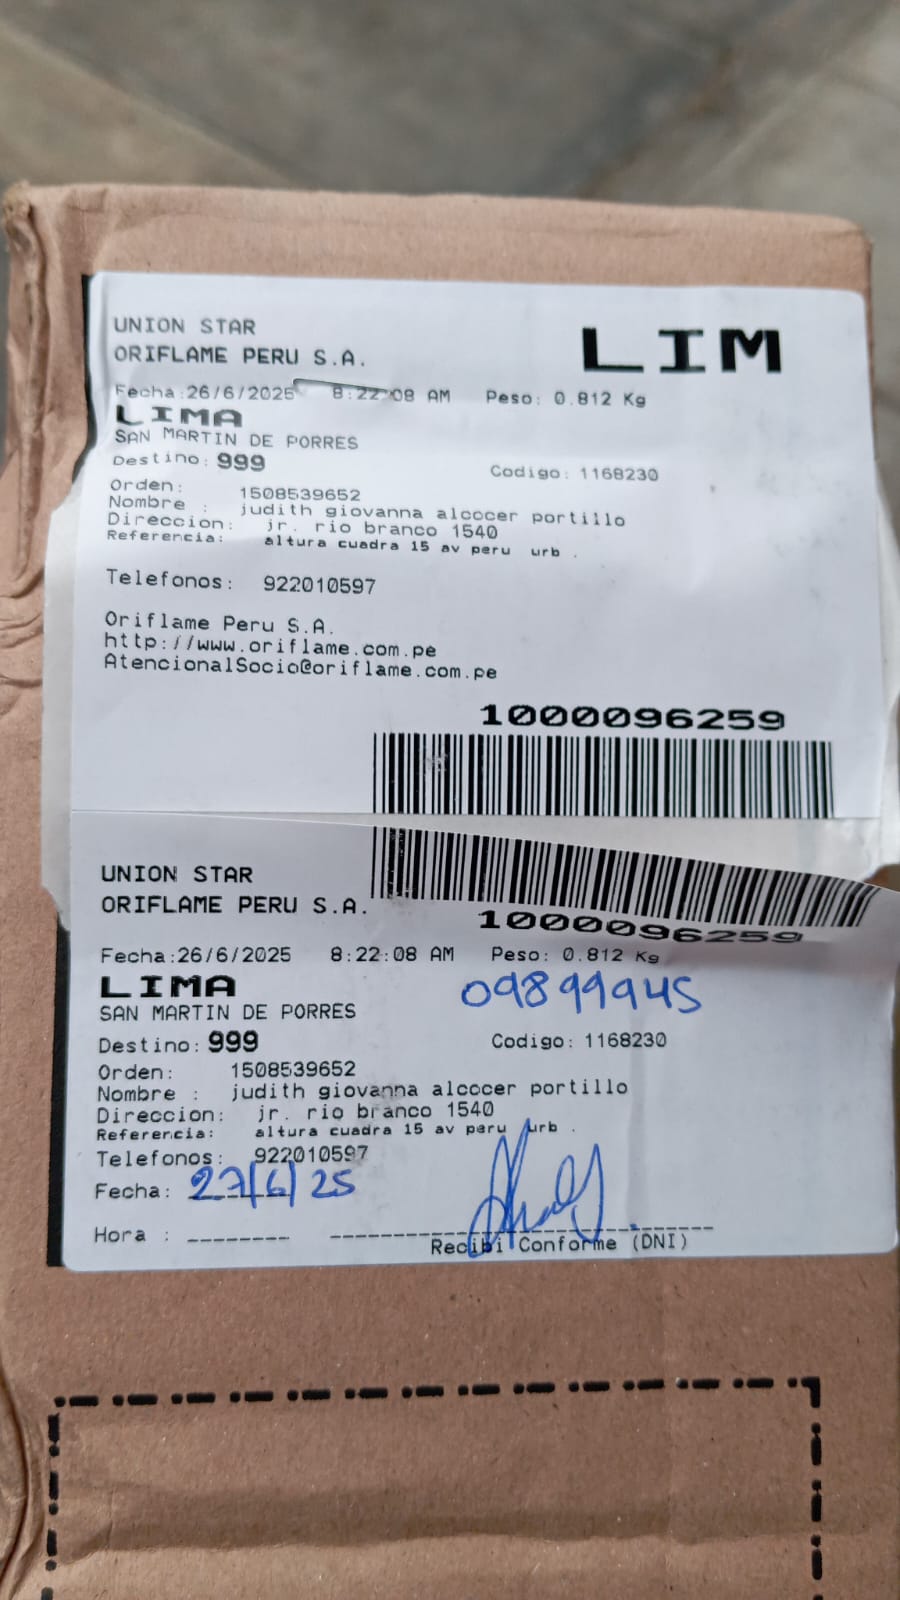 UNION STAR
ORIFLAME PERU S.A.
LIM
Fecha:26/6/2025 8:22:08 AM Peso: 0.812 Kg
LIMA
SAN MARTIN DE PORRES
Destino: 999 Codigo: 1168230
Orden: 1508539652
Nombre : judith giovanna alcocer portillo
Direccion: jr. rio branco 1540
Referencia: altura cuadra 15 av peru urb .
Telefonos: 922010597
Oriflame Peru S.A.
http://www.oriflame.com.pe
AtencionalSocio@oriflame.com.pe
1000096259
UNION STAR
ORIFLAME PERU S.A.
1000096259
Fecha:26/6/2025 8:22:08 AM Peso: 0.812 Kg
LIMA
09899945
SAN MARTIN DE PORRES
Destino: 999 Codigo: 1168230
Orden: 1508539652
Nombre : judith giovanna alcocer portillo
Direccion: jr. rio branco 1540
Referencia: altura cuadra 15 av peru urb .
Telefonos: 922010597
Fecha: 27/6/25
Hora :
Recibi Conforme (DNI)